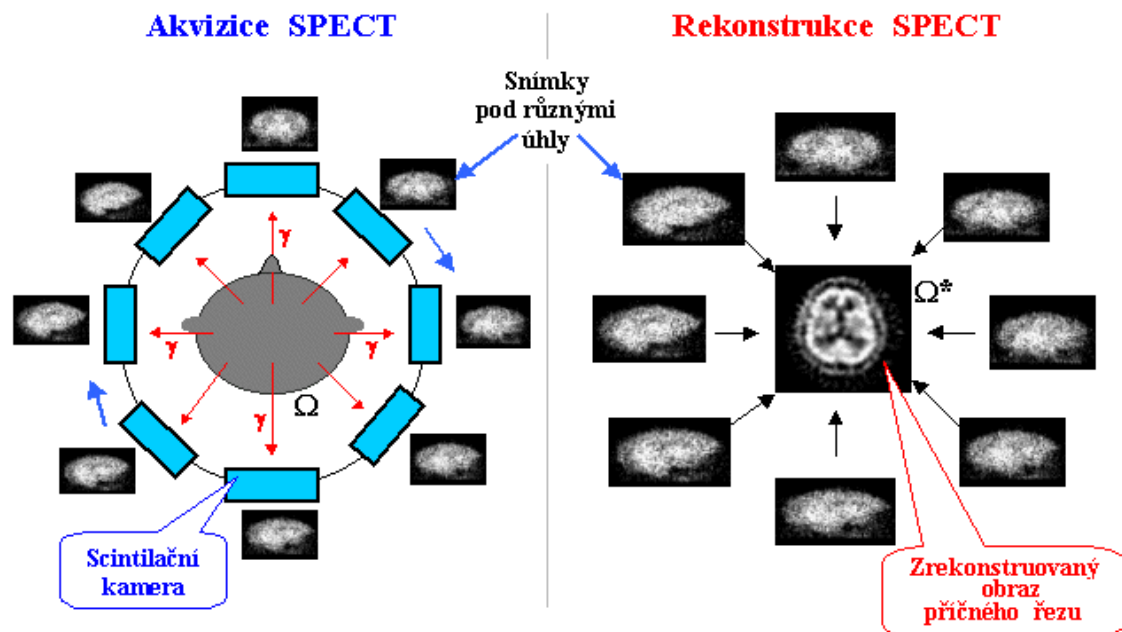 Akvizice SPECT
Rekonstrukce SPECT
Snímky
pod různými
úhly
γ
γ
γ
γ
Ω
Scintilační
kamera
Ω*
Zrekonstruovaný
obraz
příčného řezu